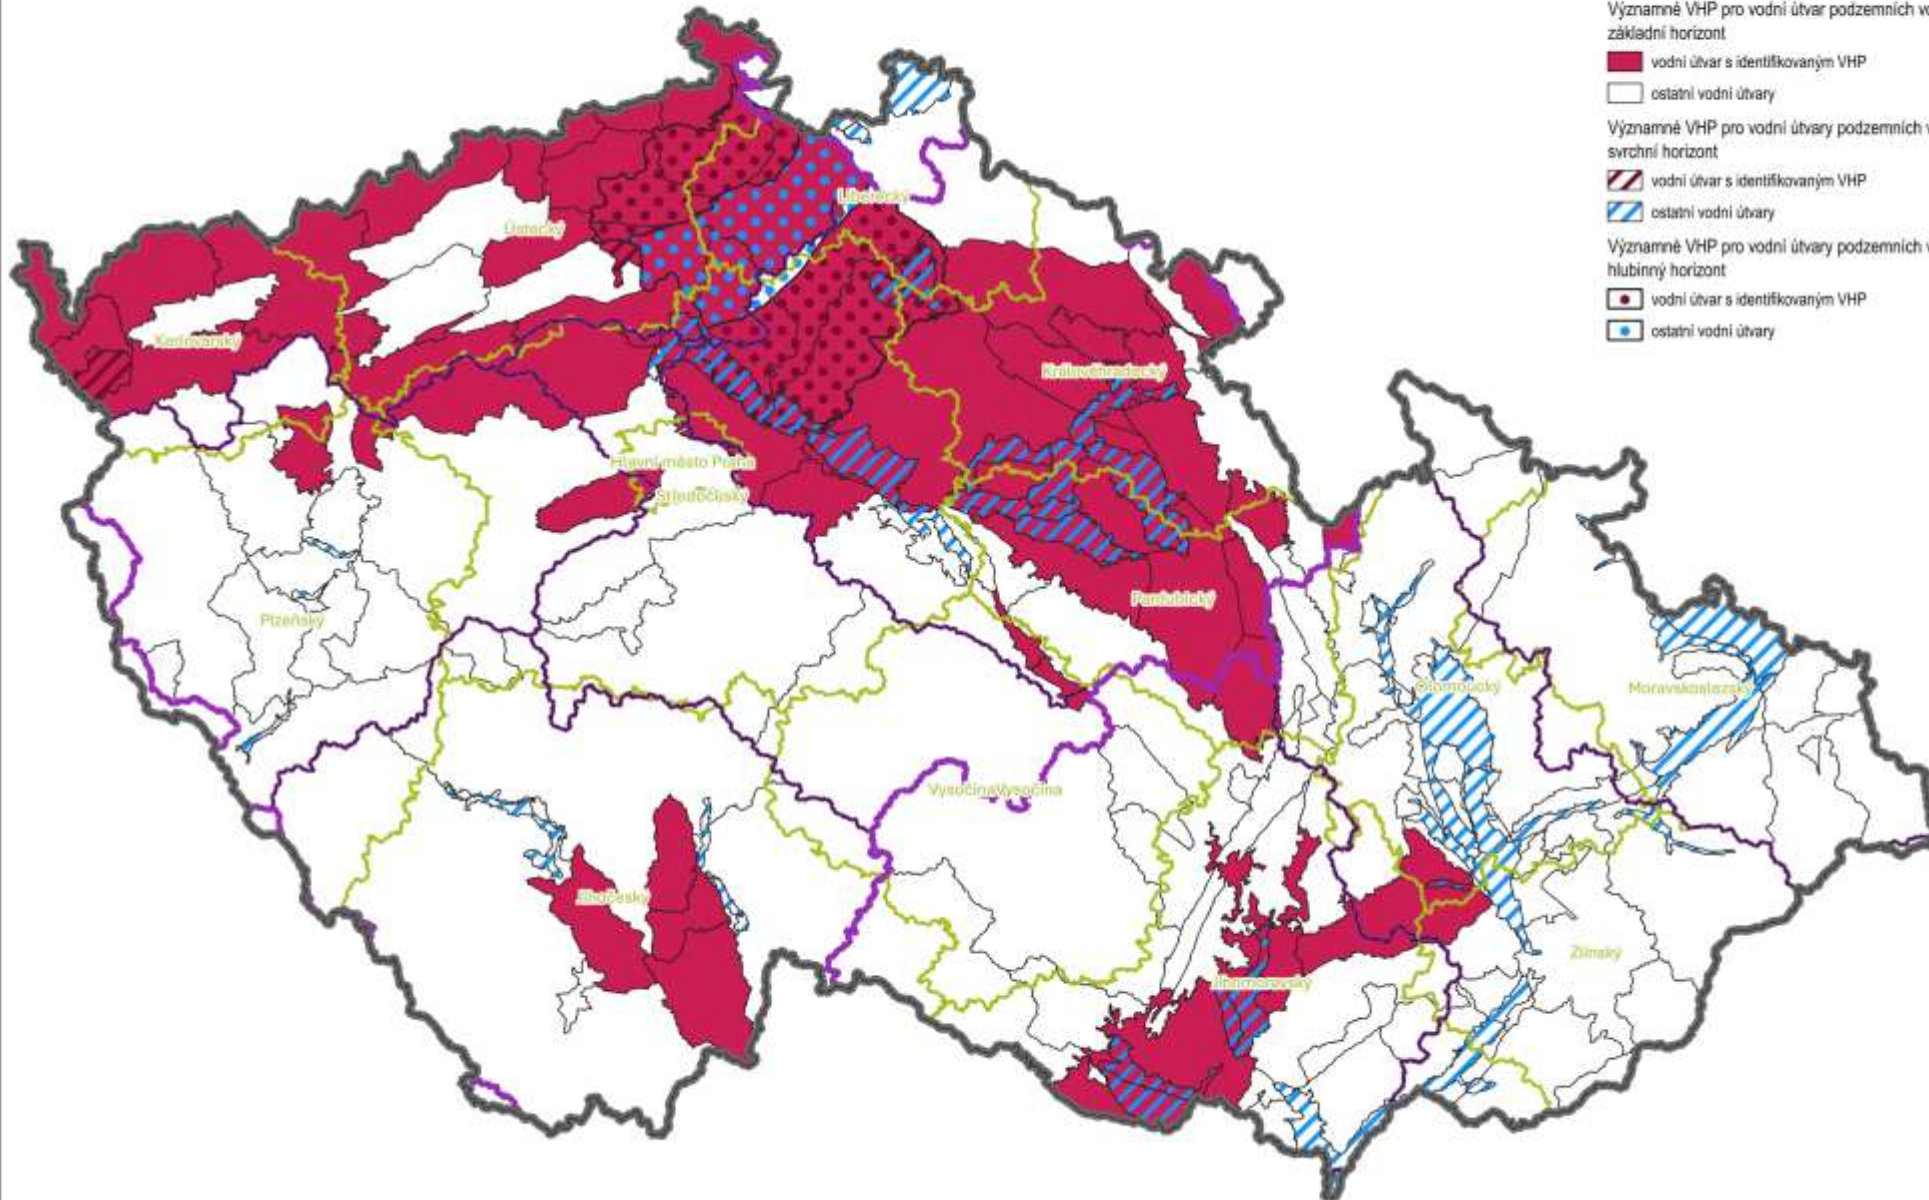 Významné VHP pro vodní útvar podzemních
základní horizont
vodní útvar s identifikovaným VHP
ostatní vodní útvary
Významné VHP pro vodní útvary podzemních
svrchní horizont
vodní útvar s identifikovaným VHP
ostatní vodní útvary
Významné VHP pro vodní útvary podzemních
hlubinný horizont
vodní útvar s identifikovaným VHP
ostatní vodní útvary
Liberecký
Ústecký
Karlovarský
Královéhradecký
Hlavní město Praha
Středočeský
Pardubický
Plzeňský
Olomoucký
Moravskoslezský
VysočinaVysočina
Jihočeský
Zlínský
Jihomoravský